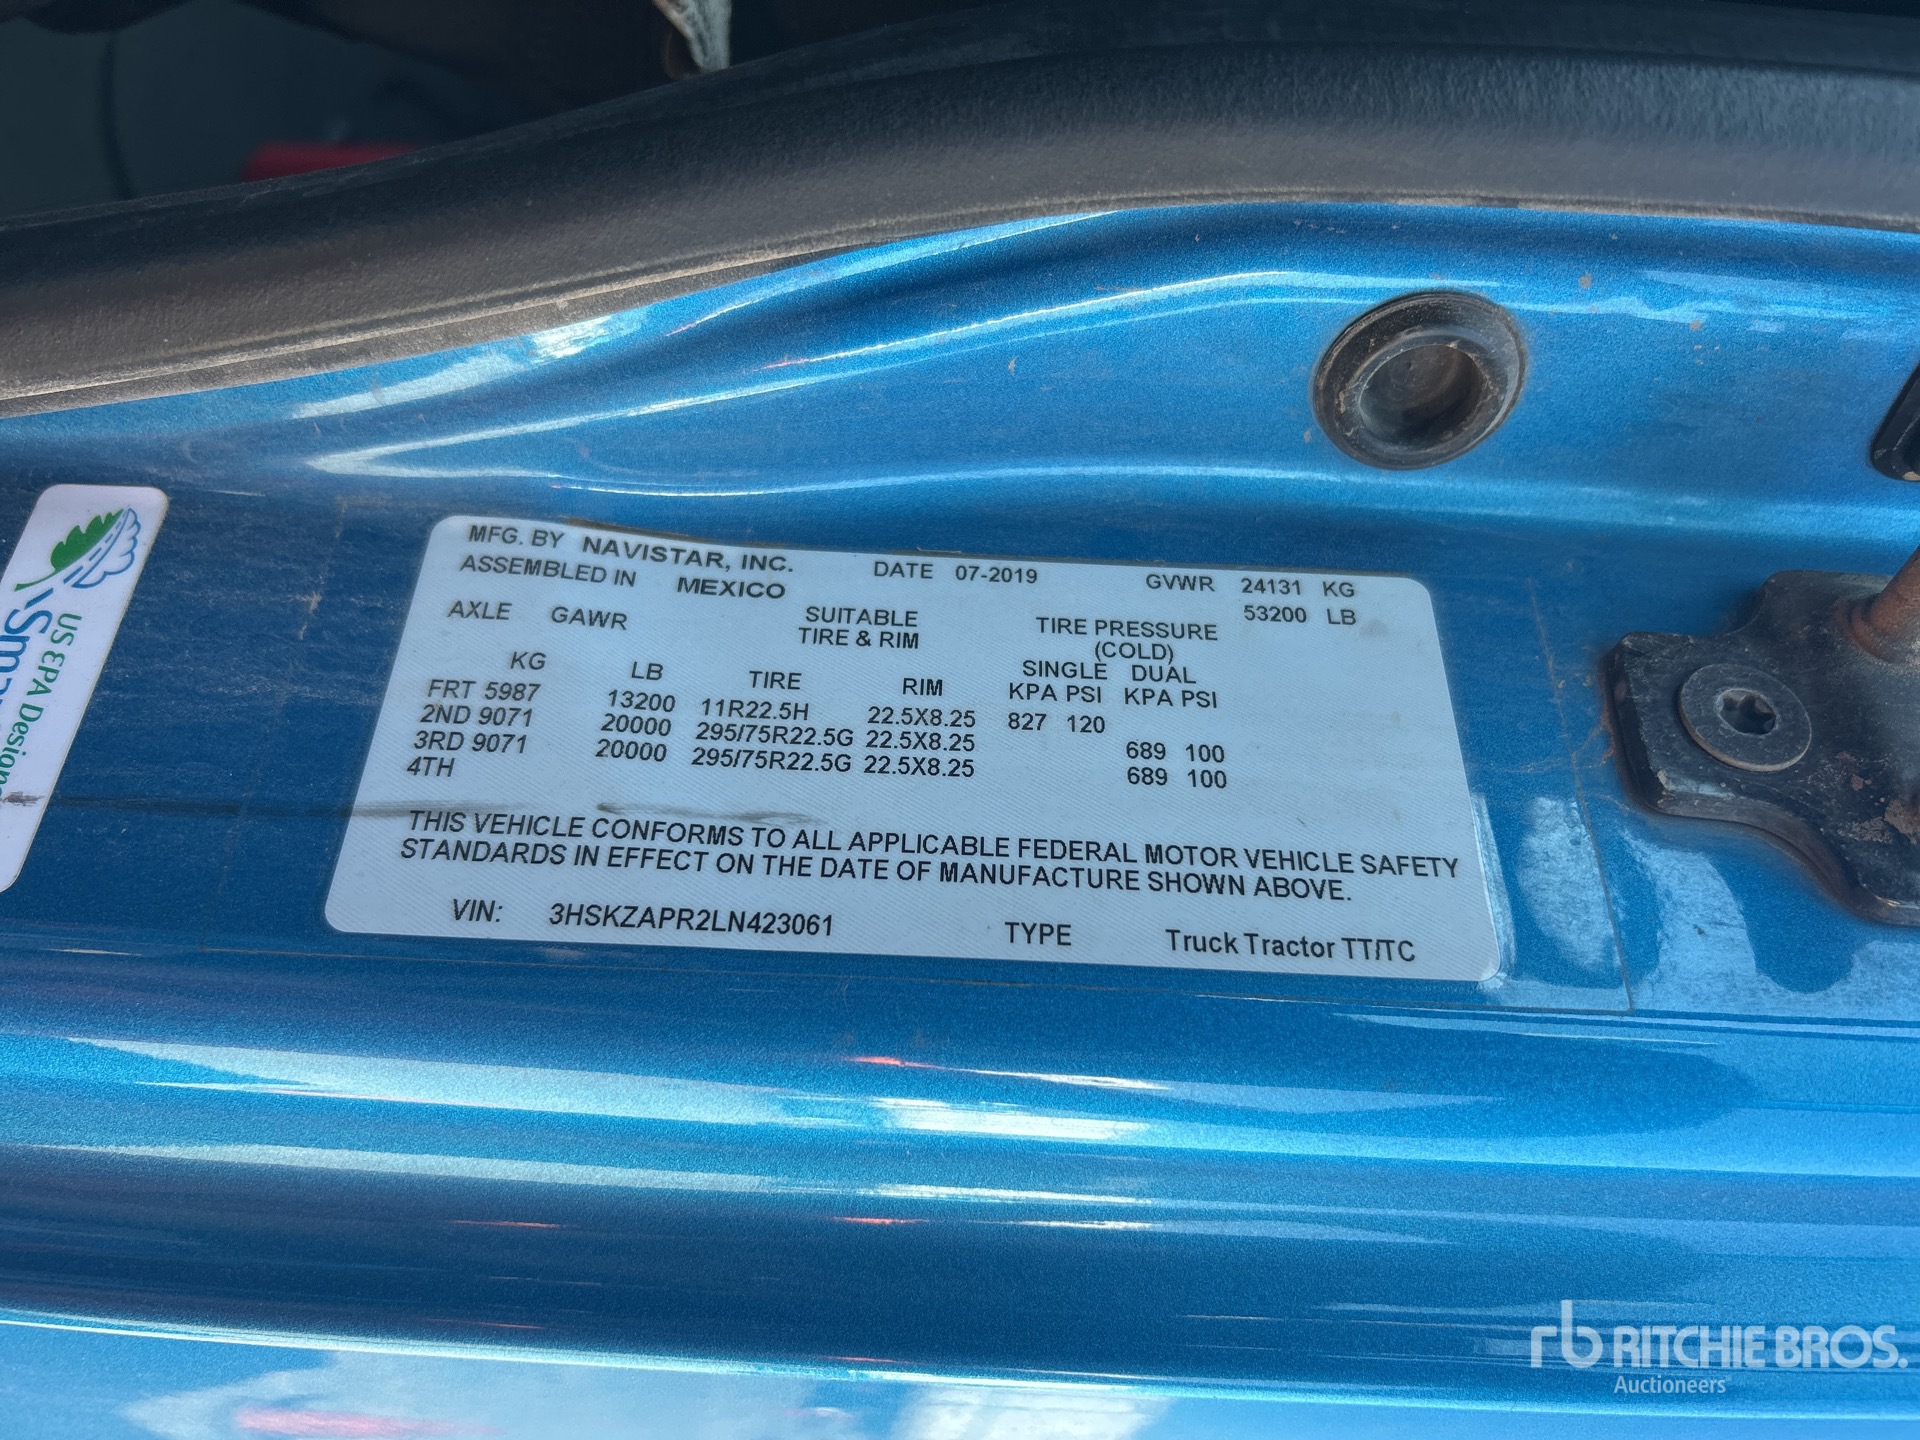 MFG. BY NAVISTAR, INC. DATE 07-2019 GVWR 24131 KG
ASSEMBLED IN MEXICO 53200 LB
AXLE GAWR SUITABLE TIRE & RIM TIRE PRESSURE (COLD)
SINGLE DUAL
KG LB TIRE RIM KPA PSI KPA PSI
FRT 5987 13200 11R22.5H 22.5X8.25 827 120
2ND 9071 20000 295/75R22.5G 22.5X8.25 689 100
3RD 9071 20000 295/75R22.5G 22.5X8.25 689 100
4TH
THIS VEHICLE CONFORMS TO ALL APPLICABLE FEDERAL MOTOR VEHICLE SAFETY
STANDARDS IN EFFECT ON THE DATE OF MANUFACTURE SHOWN ABOVE.
VIN: 3HSKZAPR2LN423061 TYPE Truck Tractor TT/TC
US EPA
rb RITCHIE BROS.
Auctioneers